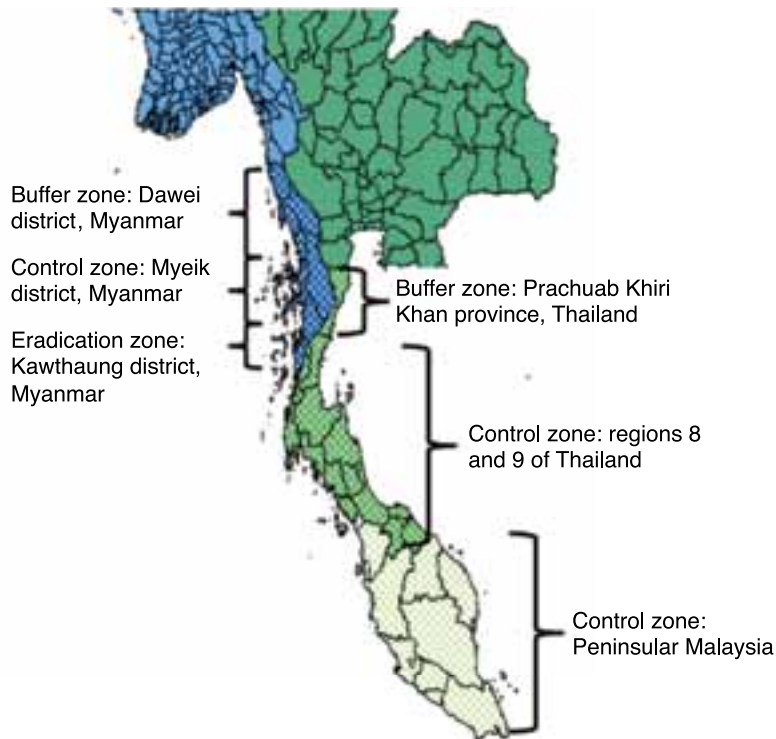 Buffer zone: Dawei
district, Myanmar
Control zone: Myeik
district, Myanmar
Eradication zone:
Kawthaung district,
Myanmar
Buffer zone: Prachuab Khiri
Khan province, Thailand
Control zone: regions 8
and 9 of Thailand
Control zone:
Peninsular Malaysia